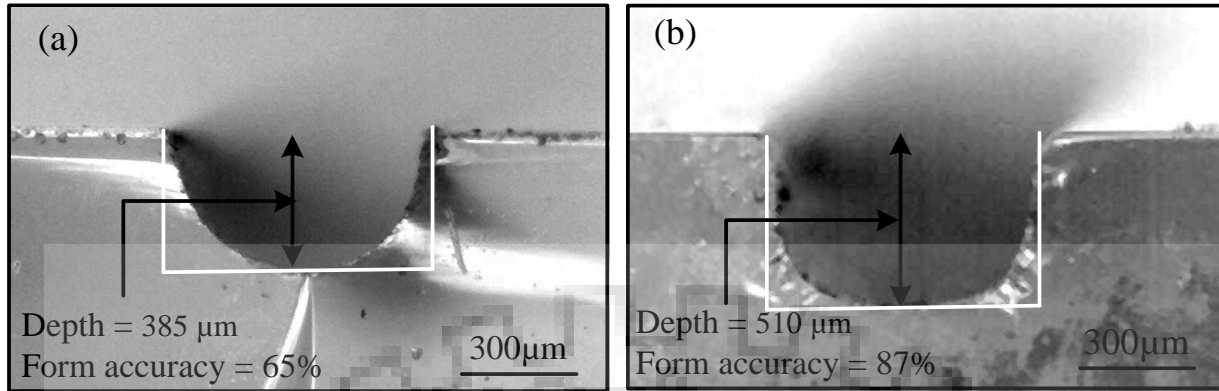 (a)
Depth = 385 µm
Form accuracy = 65%
300µm
(b)
Depth = 510 µm
Form accuracy = 87%
300µm